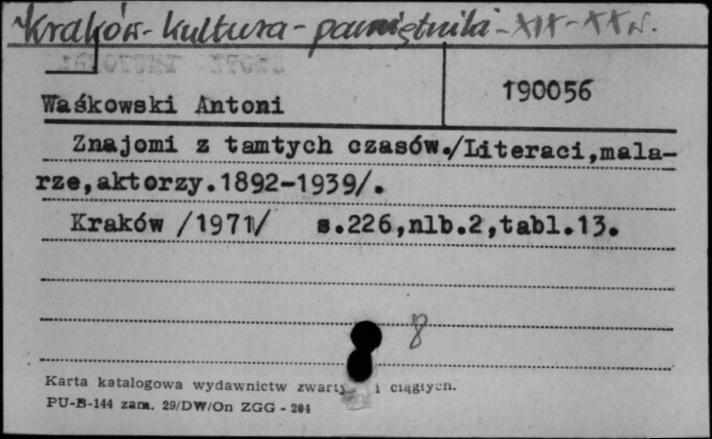 Kraków - kultura - pamiętniki - XIX-XX w.
Waśkowski Antoni
190056
Znajomi z tamtych czasów./Literaci,mala-
rze,aktorzy.1892-1939/.
Kraków /1971/ s.226,nlb.2,tabl.13.
8
Karta katalogowa wydawnictw zwartych i ciągłych.
PU-B-144 zam. 29/DW/On ZGG - 204